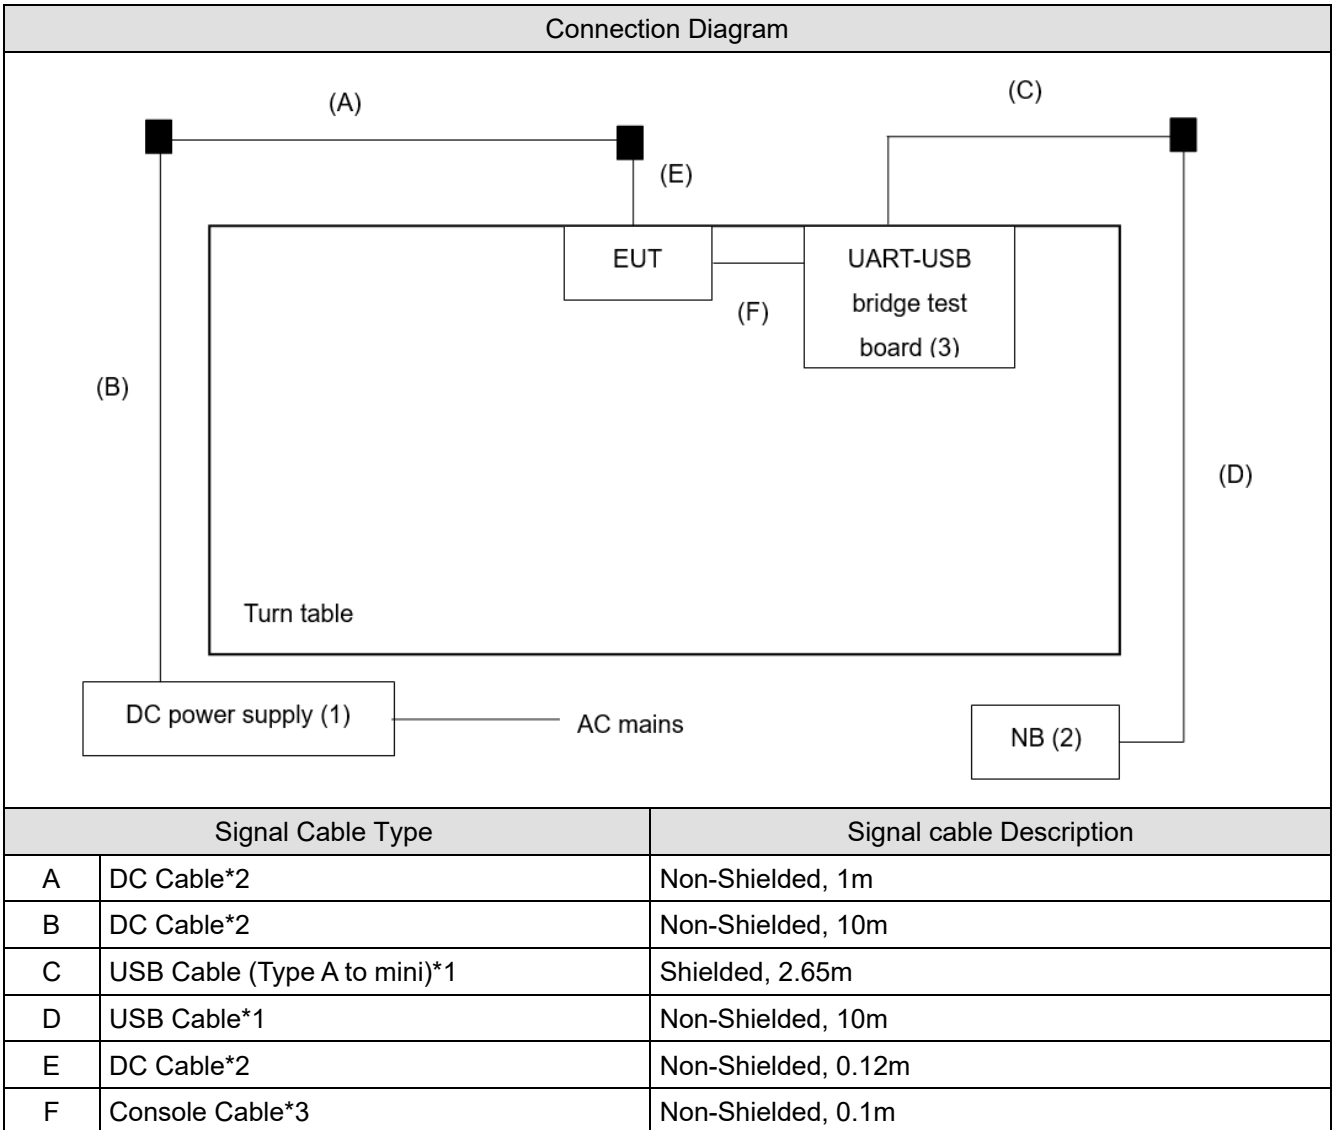 Connection Diagram
(A)
(C)
(E)
EUT
UART-USB
bridge test
board (3)
(F)
(B)
(D)
Turn table
DC power supply (1)
AC mains
NB (2)
Signal Cable Type
Signal cable Description
A
DC Cable*2
Non-Shielded, 1m
B
DC Cable*2
Non-Shielded, 10m
C
USB Cable (Type A to mini)*1
Shielded, 2.65m
D
USB Cable*1
Non-Shielded, 10m
E
DC Cable*2
Non-Shielded, 0.12m
F
Console Cable*3
Non-Shielded, 0.1m